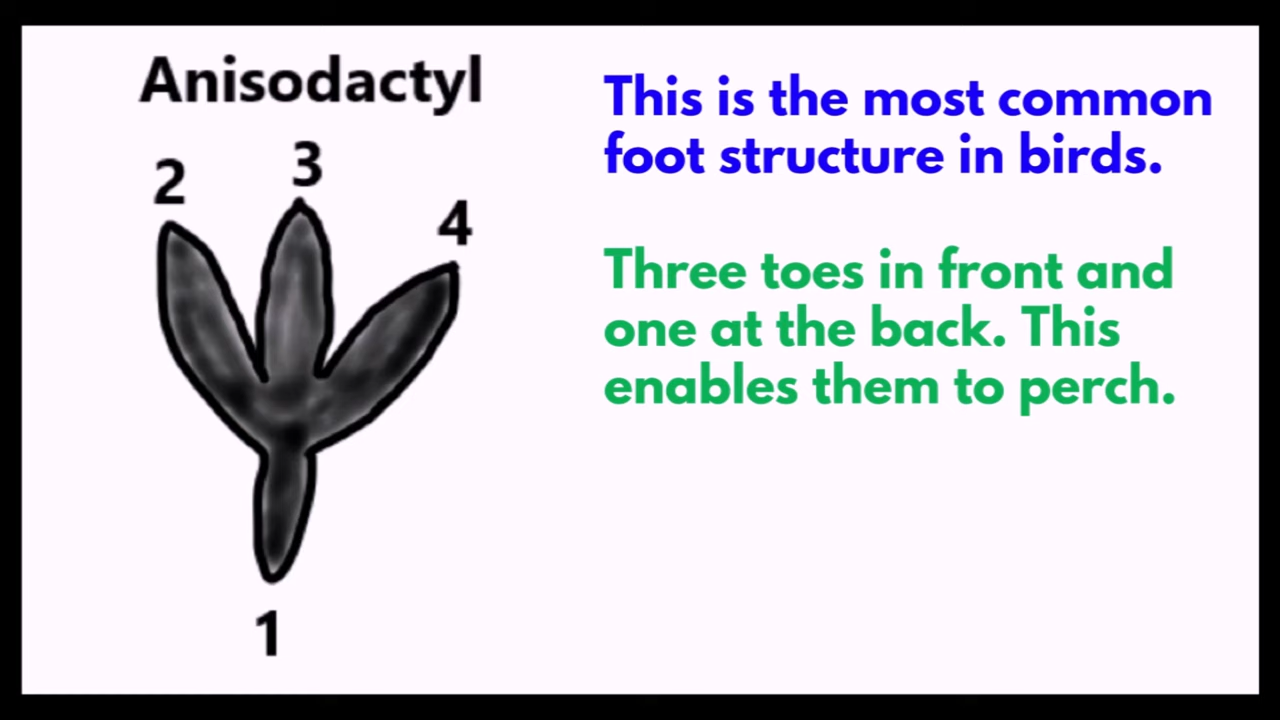 Anisodactyl
2
3
4
1
This is the most common
foot structure in birds.
Three toes in front and
one at the back. This
enables them to perch.